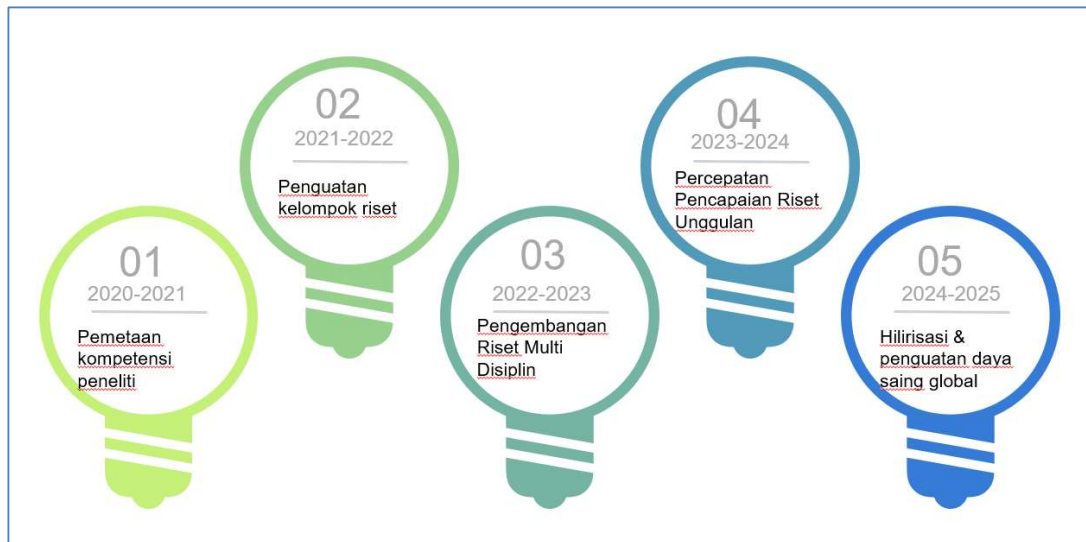 01
2020-2021
Pemetaan
kompetensi
peneliti
02
2021-2022
Penguatan
kelompok riset
03
2022-2023
Pengembangan
Riset Multi
Disiplin
04
2023-2024
Percepatan
Pencapaian Riset
Unggulan
05
2024-2025
Hilirisasi &
penguatan daya
saing global